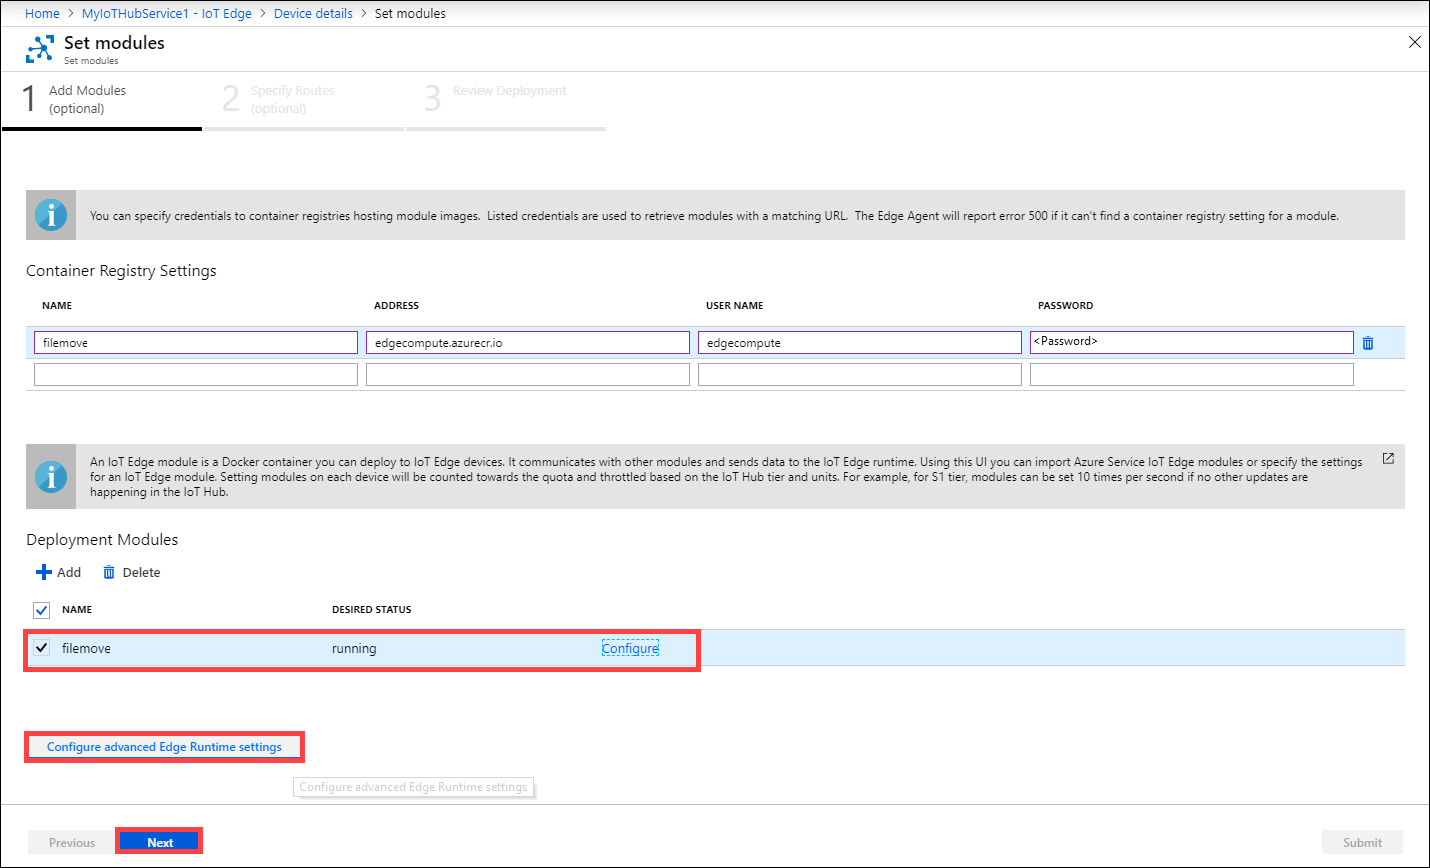 Home > MyIoTHubService1 - IoT Edge > Device details > Set modules
Set modules
Set modules
1 Add Modules
(optional)
2 Specify Routes
(optional)
3 Review Deployment
You can specify credentials to container registries hosting module images. Listed credentials are used to retrieve modules with a matching URL. The Edge Agent will report error 500 if it can't find a container registry setting for a module.
Container Registry Settings
NAME ADDRESS USER NAME PASSWORD
filemove edgecompute.azurecr.io edgecompute <Password>
An IoT Edge module is a Docker container you can deploy to IoT Edge devices. It communicates with other modules and sends data to the IoT Edge runtime. Using this UI you can import Azure Service IoT Edge modules or specify the settings
for an IoT Edge module. Setting modules on each device will be counted towards the quota and throttled based on the IoT Hub tier and units. For example, for S1 tier, modules can be set 10 times per second if no other updates are
happening in the IoT Hub.
Deployment Modules
Add Delete
NAME DESIRED STATUS
filemove running Configure
Configure advanced Edge Runtime settings
Configure advanced Edge Runtime settings
Previous Next Submit